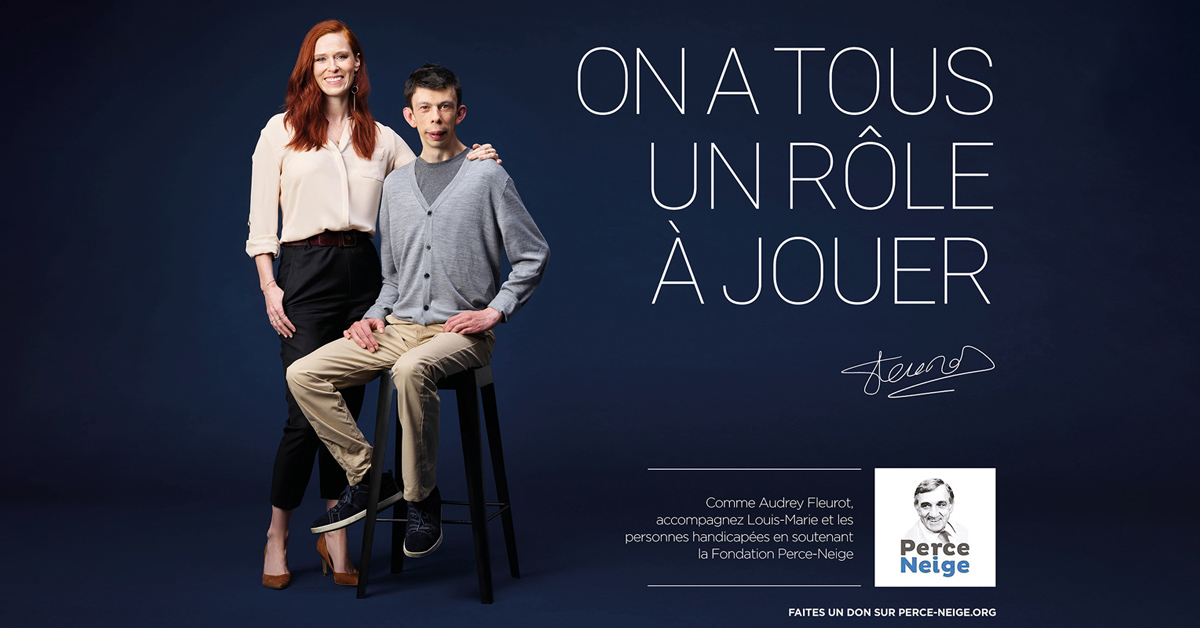 ON A TOUS
UN RÔLE
À JOUER
Comme Audrey Fleurot,
accompagnez Louis-Marie et les
personnes handicapées en soutenant
la Fondation Perce-Neige
Perce
Neige
FAITES UN DON SUR PERCE-NEIGE.ORG